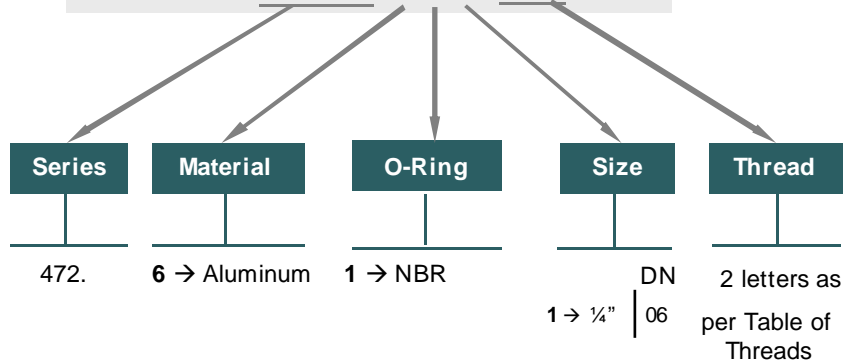 Series Material O-Ring Size Thread
472. 6 → Aluminum 1 → NBR DN 2 letters as
1 → ¼” 06 per Table of
Threads